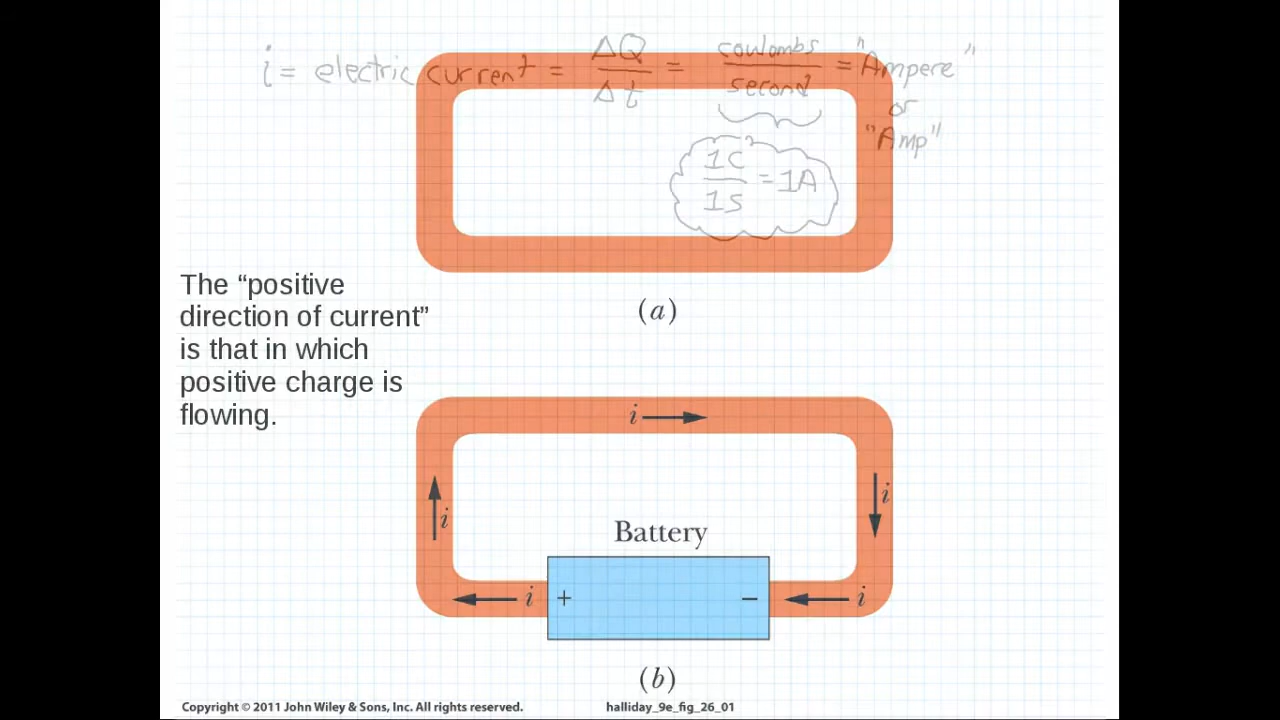 i = electric current = ΔQ/Δt = coulombs/second = "Ampere"
or
"Amp"
1C/1S = 1A
(a)
The “positive
direction of current”
is that in which
positive charge is
flowing.
i
i
i
Battery
i + − i
(b)
Copyright © 2011 John Wiley & Sons, Inc. All rights reserved. halliday_9e_fig_26_01